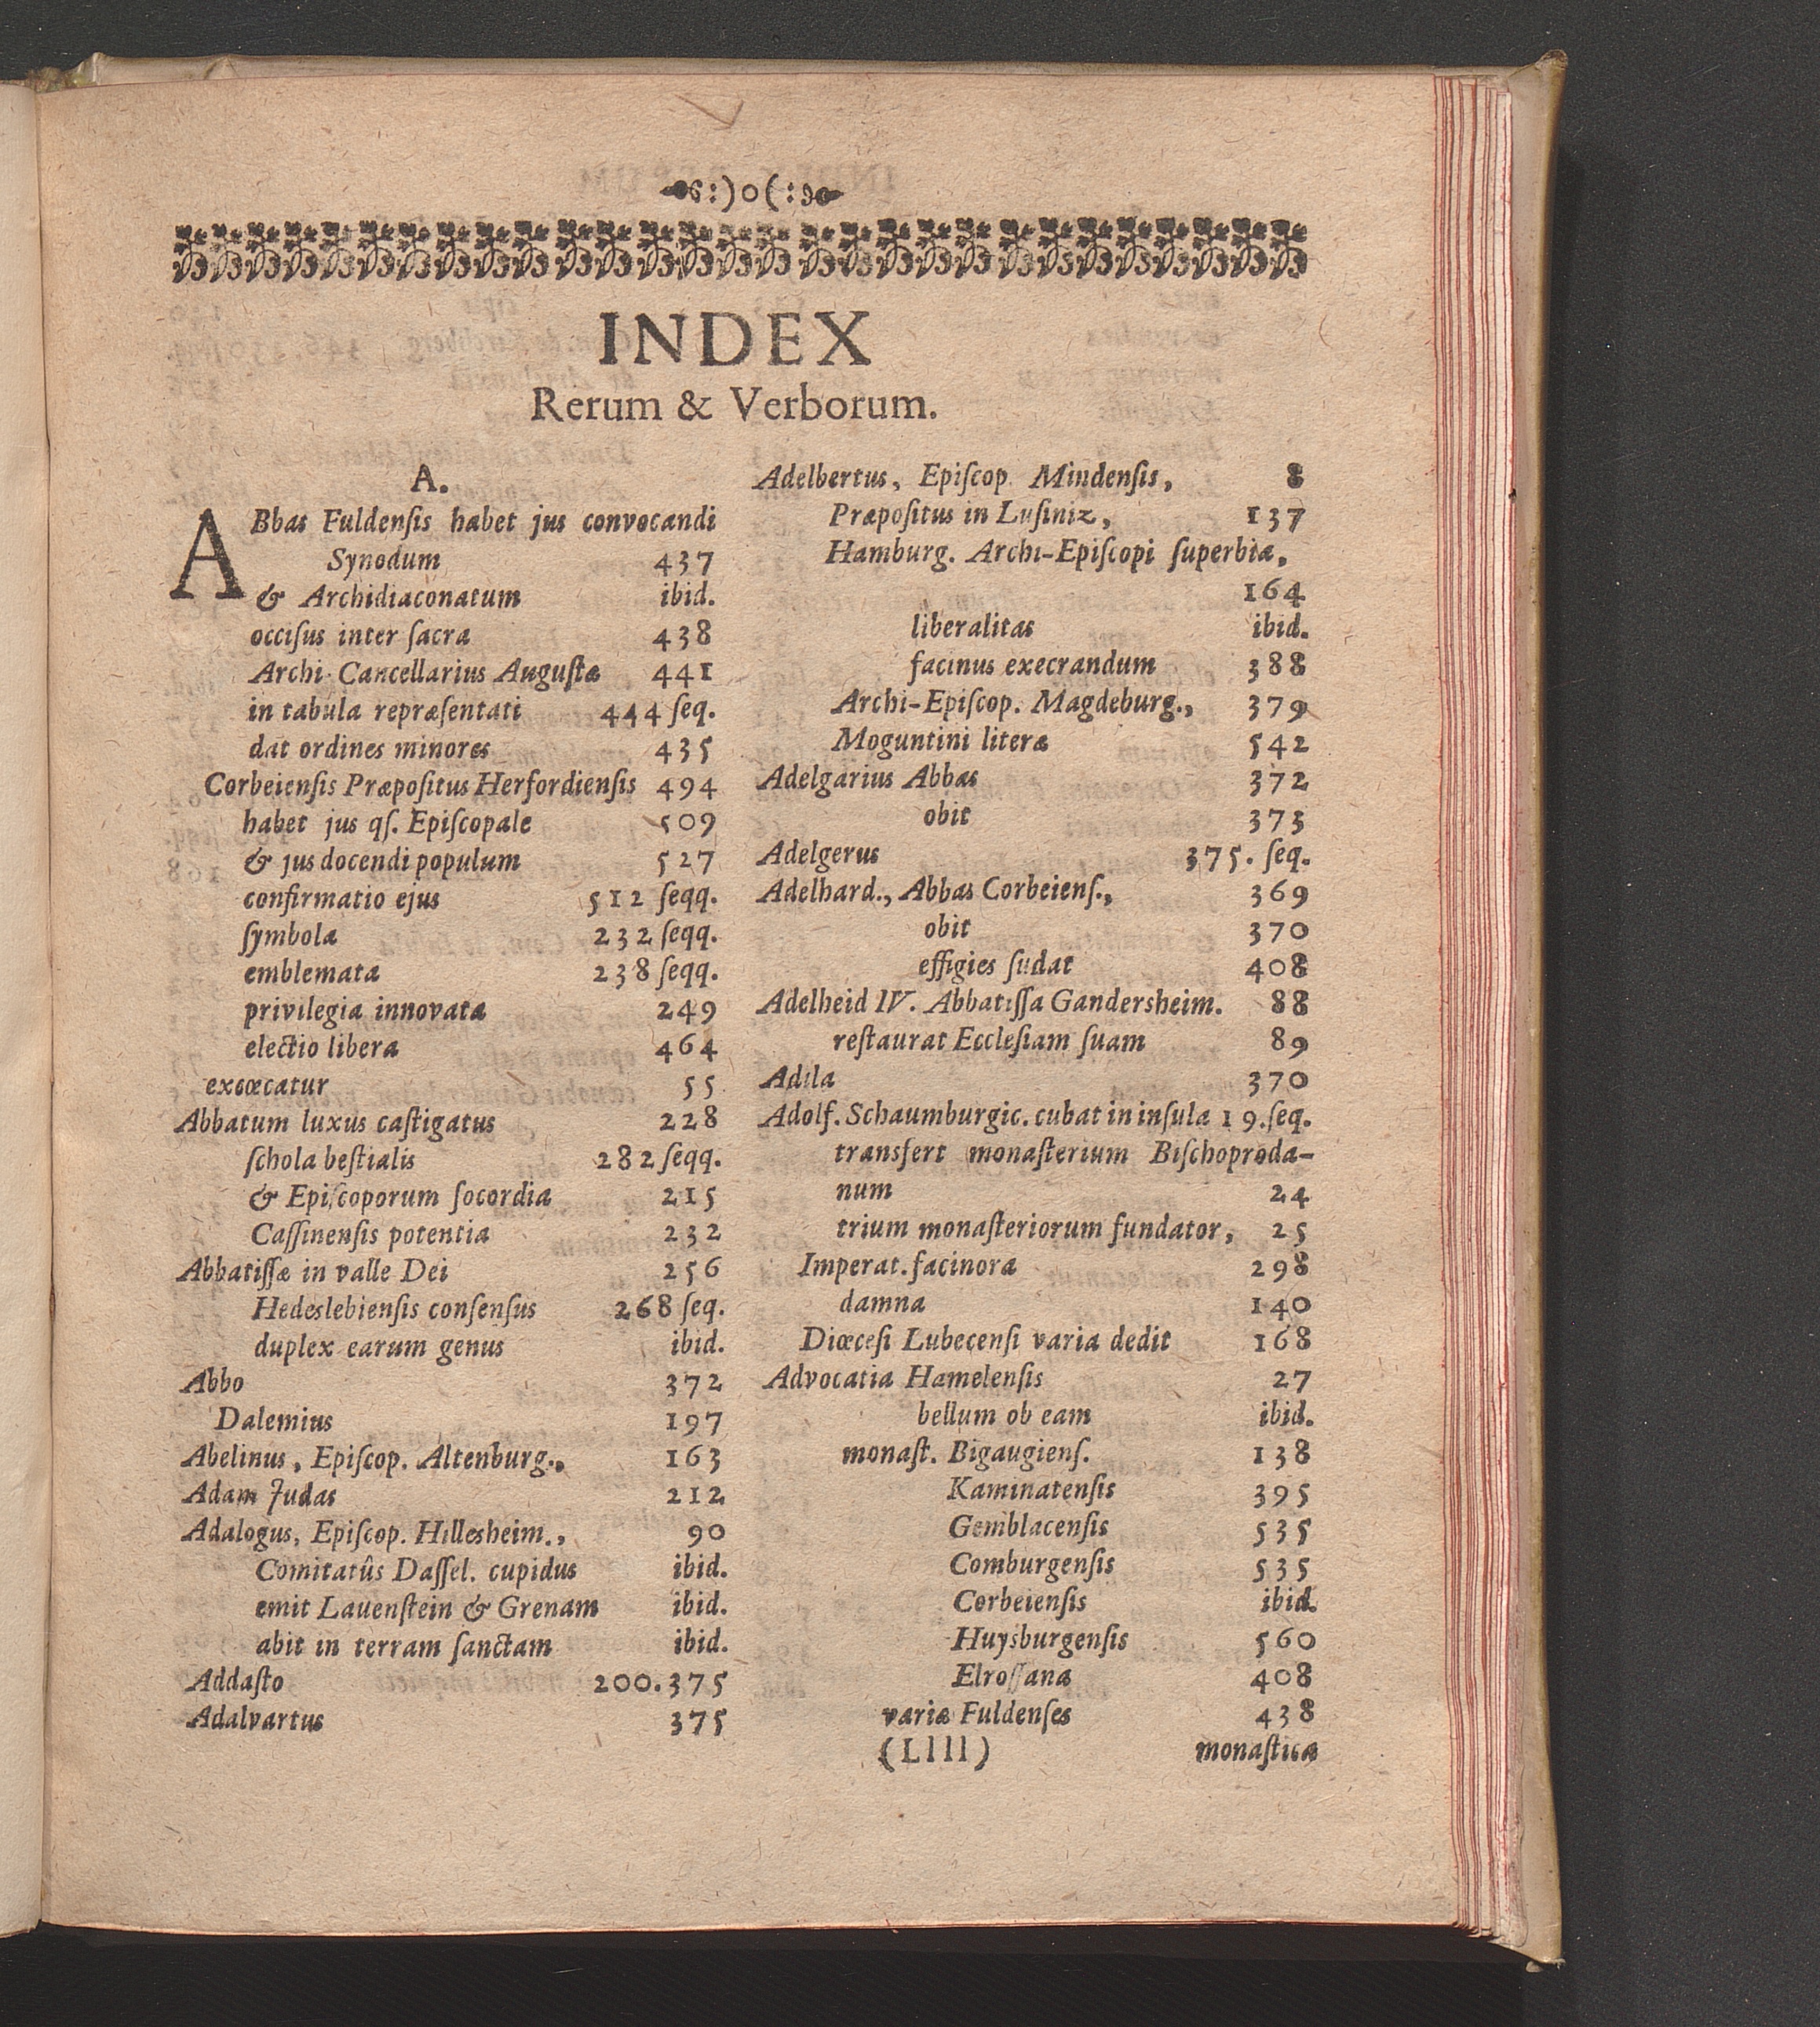 :)o(:
INDEX
Rerum & Verborum.
A.
ABbas Fuldenſis habet jus convocandi
Synodum 437
& Archidiaconatum ibid.
occiſus inter ſacra 438
Archi-Cancellarius Auguſtæ 441
in tabula repræſentati 444 ſeq.
dat ordines minores 435
Corbeienſis Præpoſitus Herfordienſis 494
habet jus qſ. Epiſcopale 509
& jus docendi populum 527
confirmatio ejus 512 ſeqq.
ſymbola 232 ſeqq.
emblemata 238 ſeqq.
privilegia innovata 249
electio libera 464
exœcatur 55
Abbatum luxus caſtigatus 228
ſchola beſtialis 282 ſeqq.
& Epiſcoporum ſocordia 215
Caſſinenſis potentia 232
Abbatiſſæ in valle Dei 256
Hedeslebienſis conſenſus 268 ſeq.
duplex earum genus ibid.
Abbo 372
Dalemius 197
Abelinus, Epiſcop. Altenburg., 163
Adam Judas 212
Adalogus, Epiſcop. Hillesheim., 90
Comitatûs Daſſel. cupidus ibid.
emit Lauenſtein & Grenam ibid.
abit in terram ſanctam ibid.
Addaſto 200.375
Adalvartus 375
Adelbertus, Epiſcop. Mindenſis, 8
Præpoſitus in Luſiniz, 137
Hamburg. Archi-Epiſcopi ſuperbia,
164
liberalitas ibid.
facinus execrandum 388
Archi-Epiſcop. Magdeburg., 379
Moguntini literæ 542
Adelgarius Abbas 372
obit 373
Adelgerus 375. ſeq.
Adelhard., Abbas Corbeienſ., 369
obit 370
effigies ſudat 408
Adelheid IV. Abbatiſſa Gandersheim. 88
reſtaurat Eccleſiam ſuam 89
Adila 370
Adolf. Schaumburgic. cubat in inſula 19.ſeq.
transfert monaſterium Biſchoproda-
num 24
trium monaſteriorum fundator, 25
Imperat. facinora 298
damna 140
Diœceſi Lubecenſi varia dedit 168
Advocatia Hamelenſis 27
bellum ob eam ibid.
monaſt. Bigaugienſ. 138
Kaminatenſis 395
Gemblacenſis 535
Comburgenſis 535
Corbeienſis ibid.
Huysburgenſis 560
Elroſſana 408
variæ Fuldenſes 438
(Llll) monaſticæ